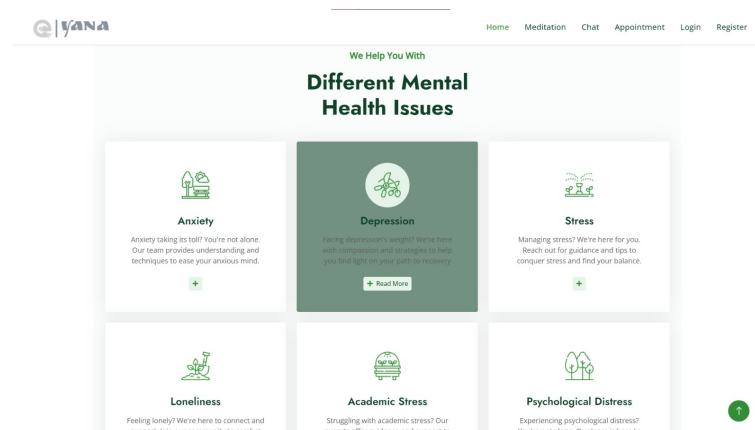 YANA
Home Meditation Chat Appointment Login Register
We Help You With
Different Mental
Health Issues
Anxiety
Anxiety taking its toll? You're not alone.
Our team provides understanding and
techniques to ease your anxious mind.
+
Depression
Facing depression's weight? We're here
with compassion and strategies to help
you find light on your path to recovery
+ Read More
Stress
Managing stress? We're here for you.
Reach out for guidance and tips to
conquer stress and find your balance.
+
Loneliness
Feeling lonely? We're here to connect and
Academic Stress
Struggling with academic stress? Our
Psychological Distress
Experiencing psychological distress?